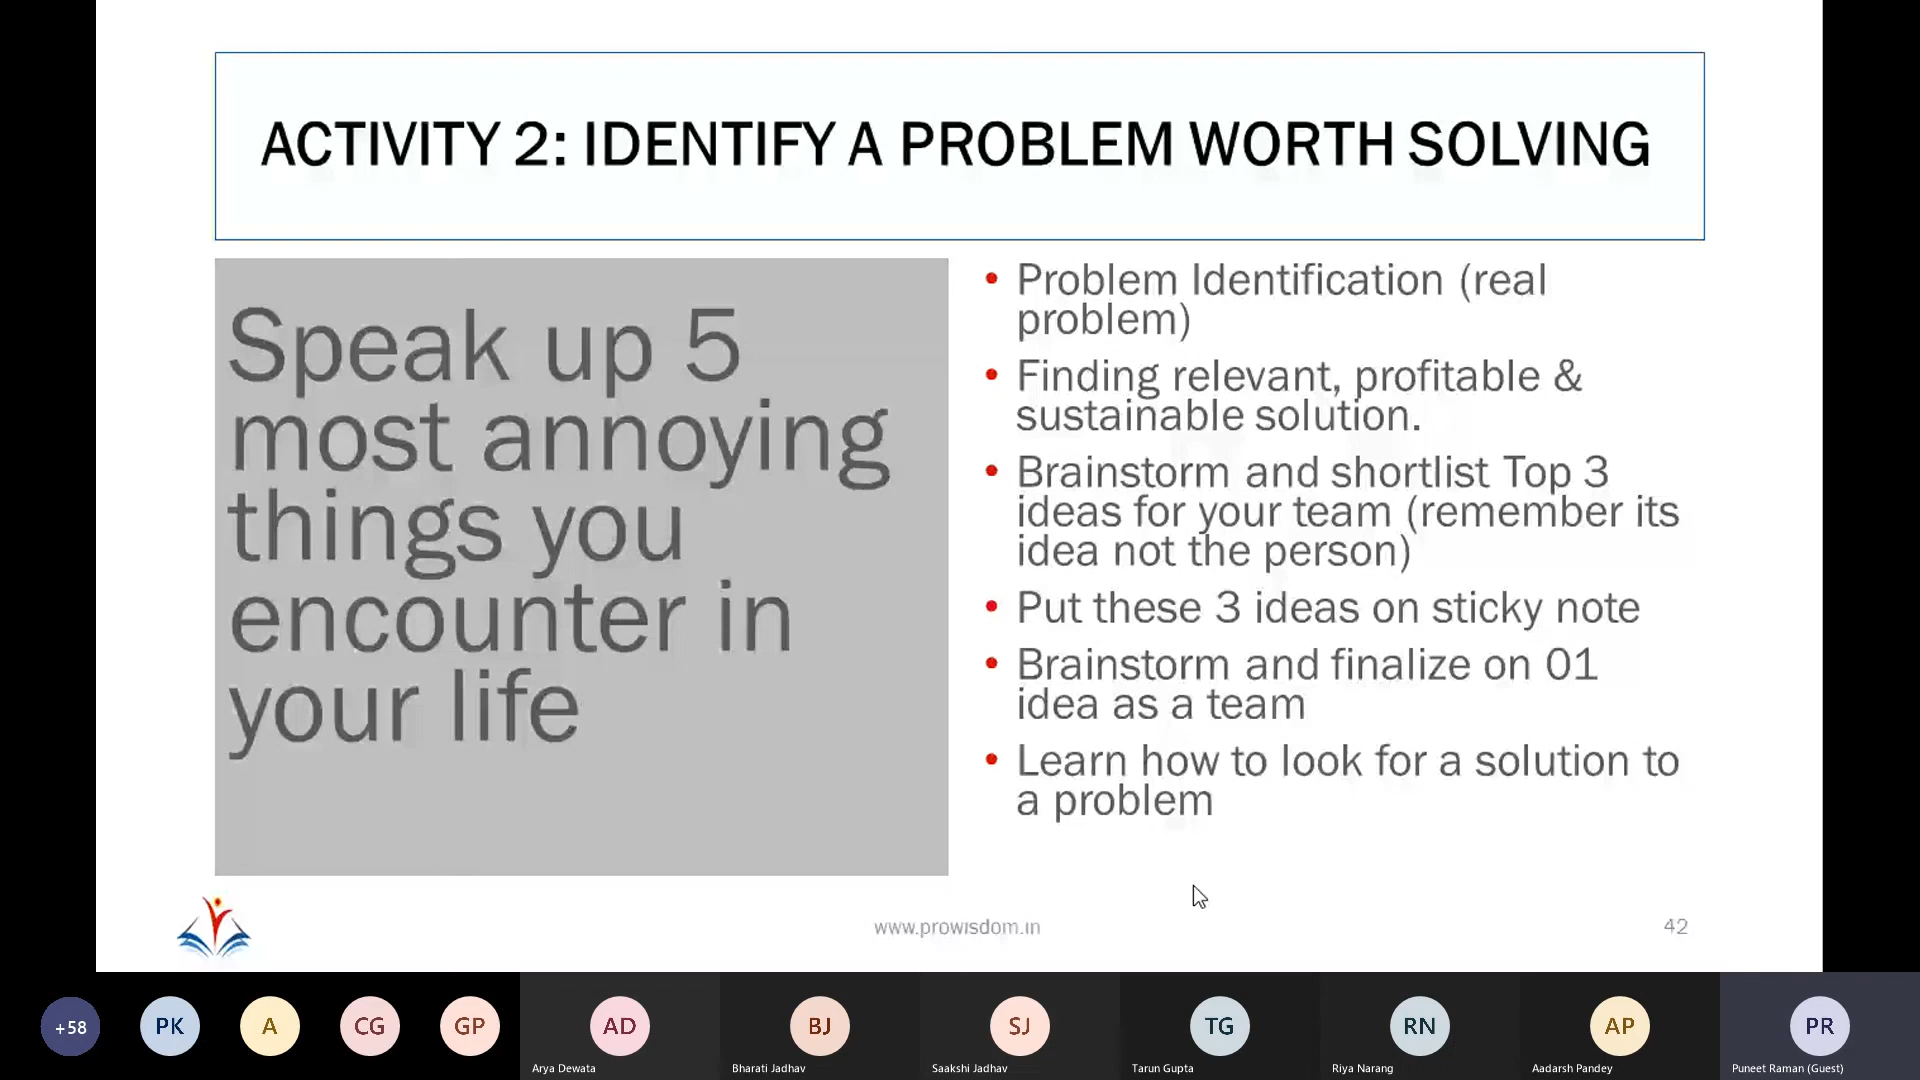 ACTIVITY 2: IDENTIFY A PROBLEM WORTH SOLVING
Speak up 5
most annoying
things you
encounter in
your life
• Problem Identification (real
problem)
• Finding relevant, profitable &
sustainable solution.
• Brainstorm and shortlist Top 3
ideas for your team (remember its
idea not the person)
• Put these 3 ideas on sticky note
• Brainstorm and finalize on 01
idea as a team
• Learn how to look for a solution to
a problem
www.prowisdom.in
42
+58
PK
A
CG
GP
AD
BJ
SJ
TG
RN
AP
PR
Arya Dewata
Bharati Jadhav
Saakshi Jadhav
Tarun Gupta
Riya Narang
Aadarsh Pandey
Puneet Raman (Guest)